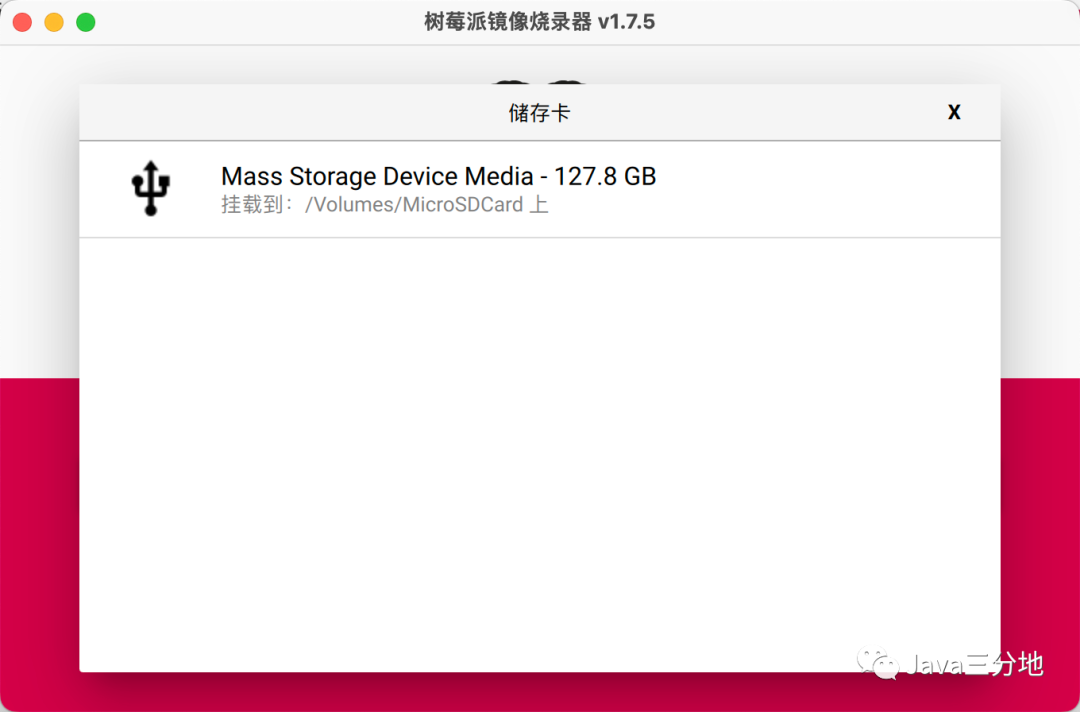 树莓派镜像烧录器 v1.7.5
储存卡
X
Mass Storage Device Media - 127.8 GB
挂载到：/Volumes/MicroSDCard 上
Java三分地